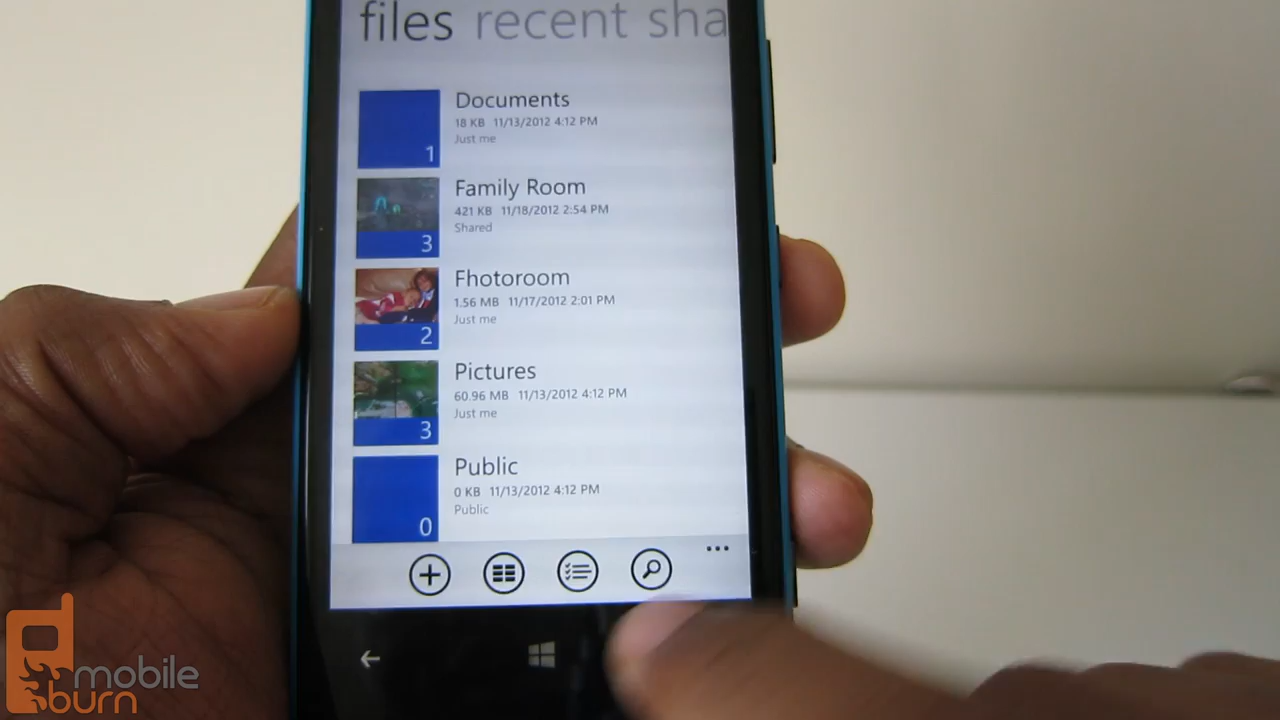 files recent sha
Documents
18 KB 11/13/2012 4:12 PM
Just me
1
Family Room
421 KB 11/18/2012 2:54 PM
Shared
3
Fhotoroom
1.56 MB 11/17/2012 2:01 PM
Just me
2
Pictures
60.96 MB 11/13/2012 4:12 PM
Just me
3
Public
0 KB 11/13/2012 4:12 PM
Public
0
mobile
burn